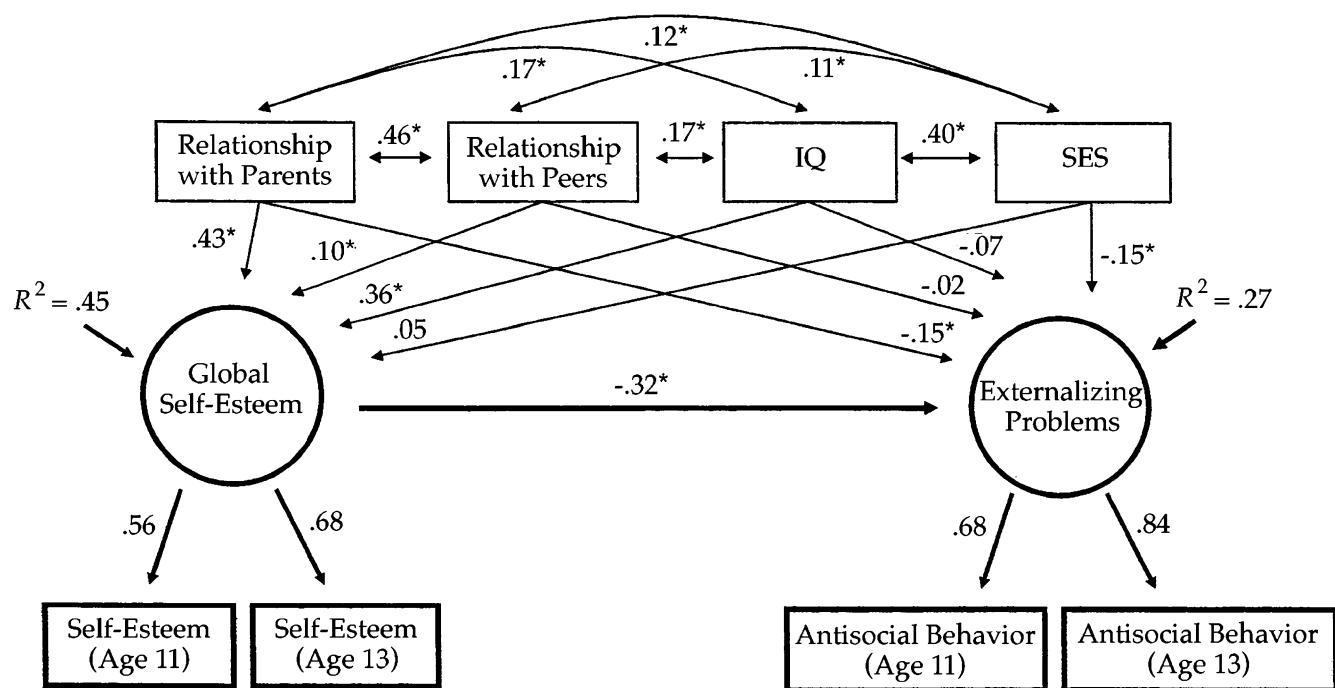 .12*
.17*
.11*
Relationship
with Parents
.46*
Relationship
with Peers
.17*
IQ
.40*
SES
.43*
.10*
.36*
.05
-.07
-.02
-.15*
-.15*
R² = .45
R² = .27
Global
Self-Esteem
-.32*
Externalizing
Problems
.56
.68
.68
.84
Self-Esteem
(Age 11)
Self-Esteem
(Age 13)
Antisocial Behavior
(Age 11)
Antisocial Behavior
(Age 13)